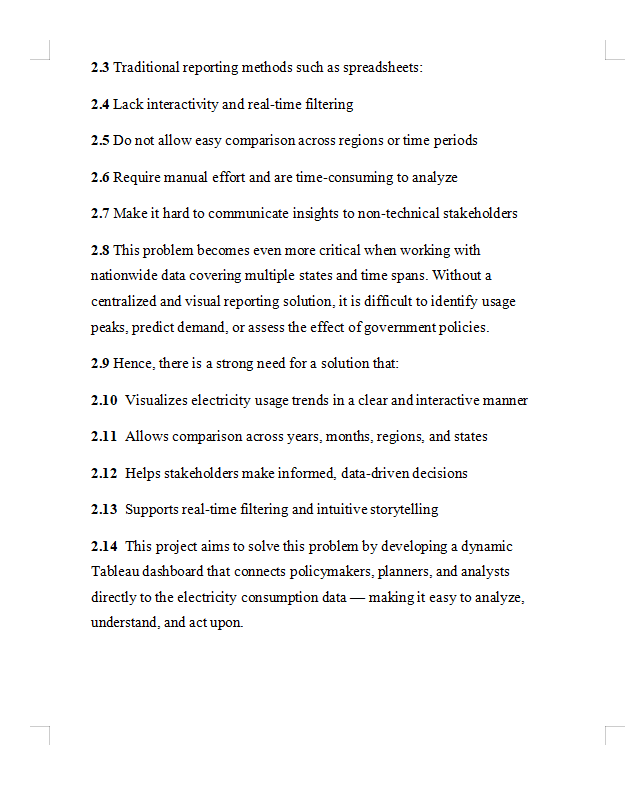 2.3 Traditional reporting methods such as spreadsheets:
2.4 Lack interactivity and real-time filtering
2.5 Do not allow easy comparison across regions or time periods
2.6 Require manual effort and are time-consuming to analyze
2.7 Make it hard to communicate insights to non-technical stakeholders
2.8 This problem becomes even more critical when working with
nationwide data covering multiple states and time spans. Without a
centralized and visual reporting solution, it is difficult to identify usage
peaks, predict demand, or assess the effect of government policies.
2.9 Hence, there is a strong need for a solution that:
2.10 Visualizes electricity usage trends in a clear and interactive manner
2.11 Allows comparison across years, months, regions, and states
2.12 Helps stakeholders make informed, data-driven decisions
2.13 Supports real-time filtering and intuitive storytelling
2.14 This project aims to solve this problem by developing a dynamic
Tableau dashboard that connects policymakers, planners, and analysts
directly to the electricity consumption data — making it easy to analyze,
understand, and act upon.